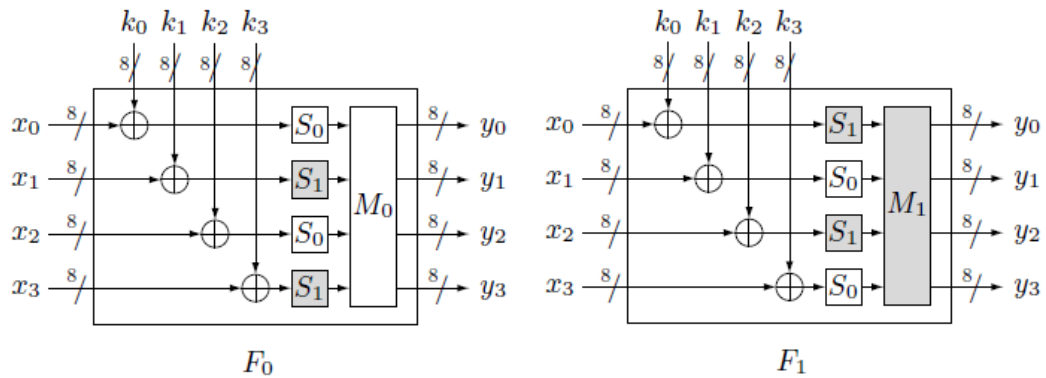 k0 k1 k2 k3 k0 k1 k2 k3
8 8 8 8 8 8 8 8
x0 8 S0 8 y0 x0 8 S1 8 y0
x1 8 S1 8 y1 x1 8 S0 8 y1
M0 M1
x2 8 S0 8 y2 x2 8 S1 8 y2
x3 8 S1 8 y3 x3 8 S0 8 y3
F0 F1